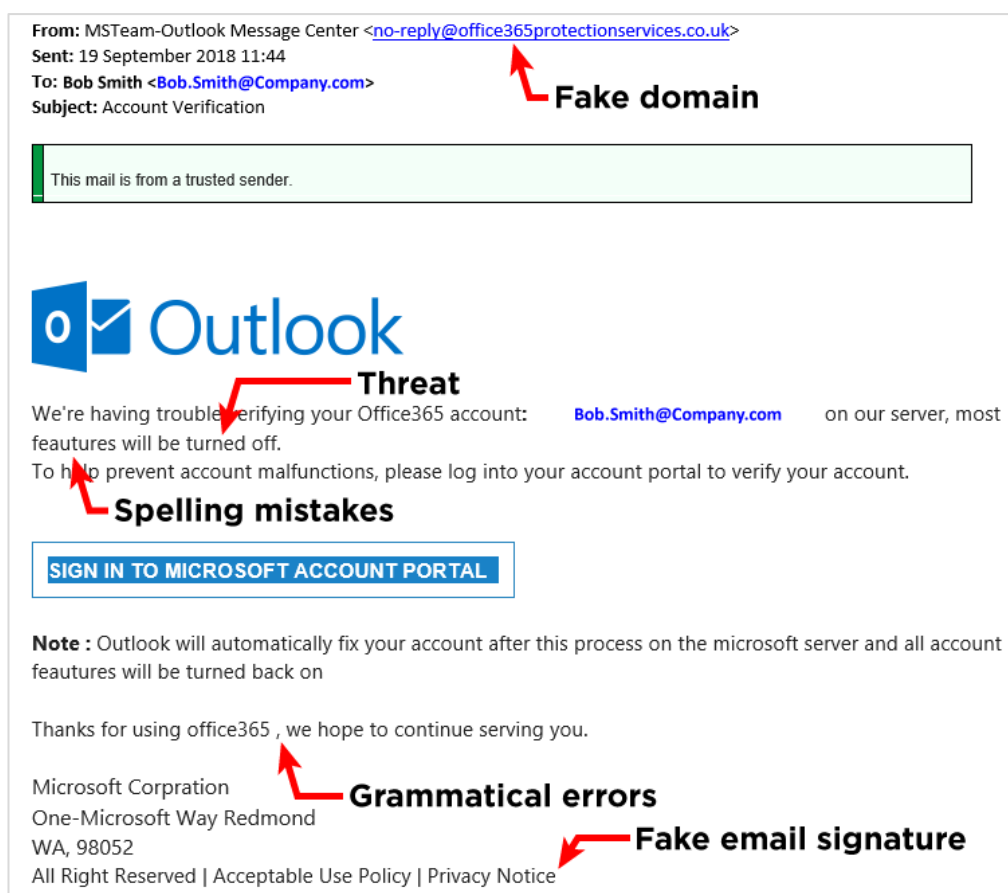 From: MSTeam-Outlook Message Center <no-reply@office365protectionservices.co.uk>
Sent: 19 September 2018 11:44
To: Bob Smith <Bob.Smith@Company.com>
Subject: Account Verification
Fake domain
This mail is from a trusted sender.
Outlook
Threat
We're having trouble verifying your Office365 account: Bob.Smith@Company.com on our server, most
feautures will be turned off.
To help prevent account malfunctions, please log into your account portal to verify your account.
Spelling mistakes
SIGN IN TO MICROSOFT ACCOUNT PORTAL
Note : Outlook will automatically fix your account after this process on the microsoft server and all account
feautures will be turned back on
Thanks for using office365 , we hope to continue serving you.
Microsoft Corpration
Grammatical errors
One-Microsoft Way Redmond
WA, 98052
Fake email signature
All Right Reserved | Acceptable Use Policy | Privacy Notice